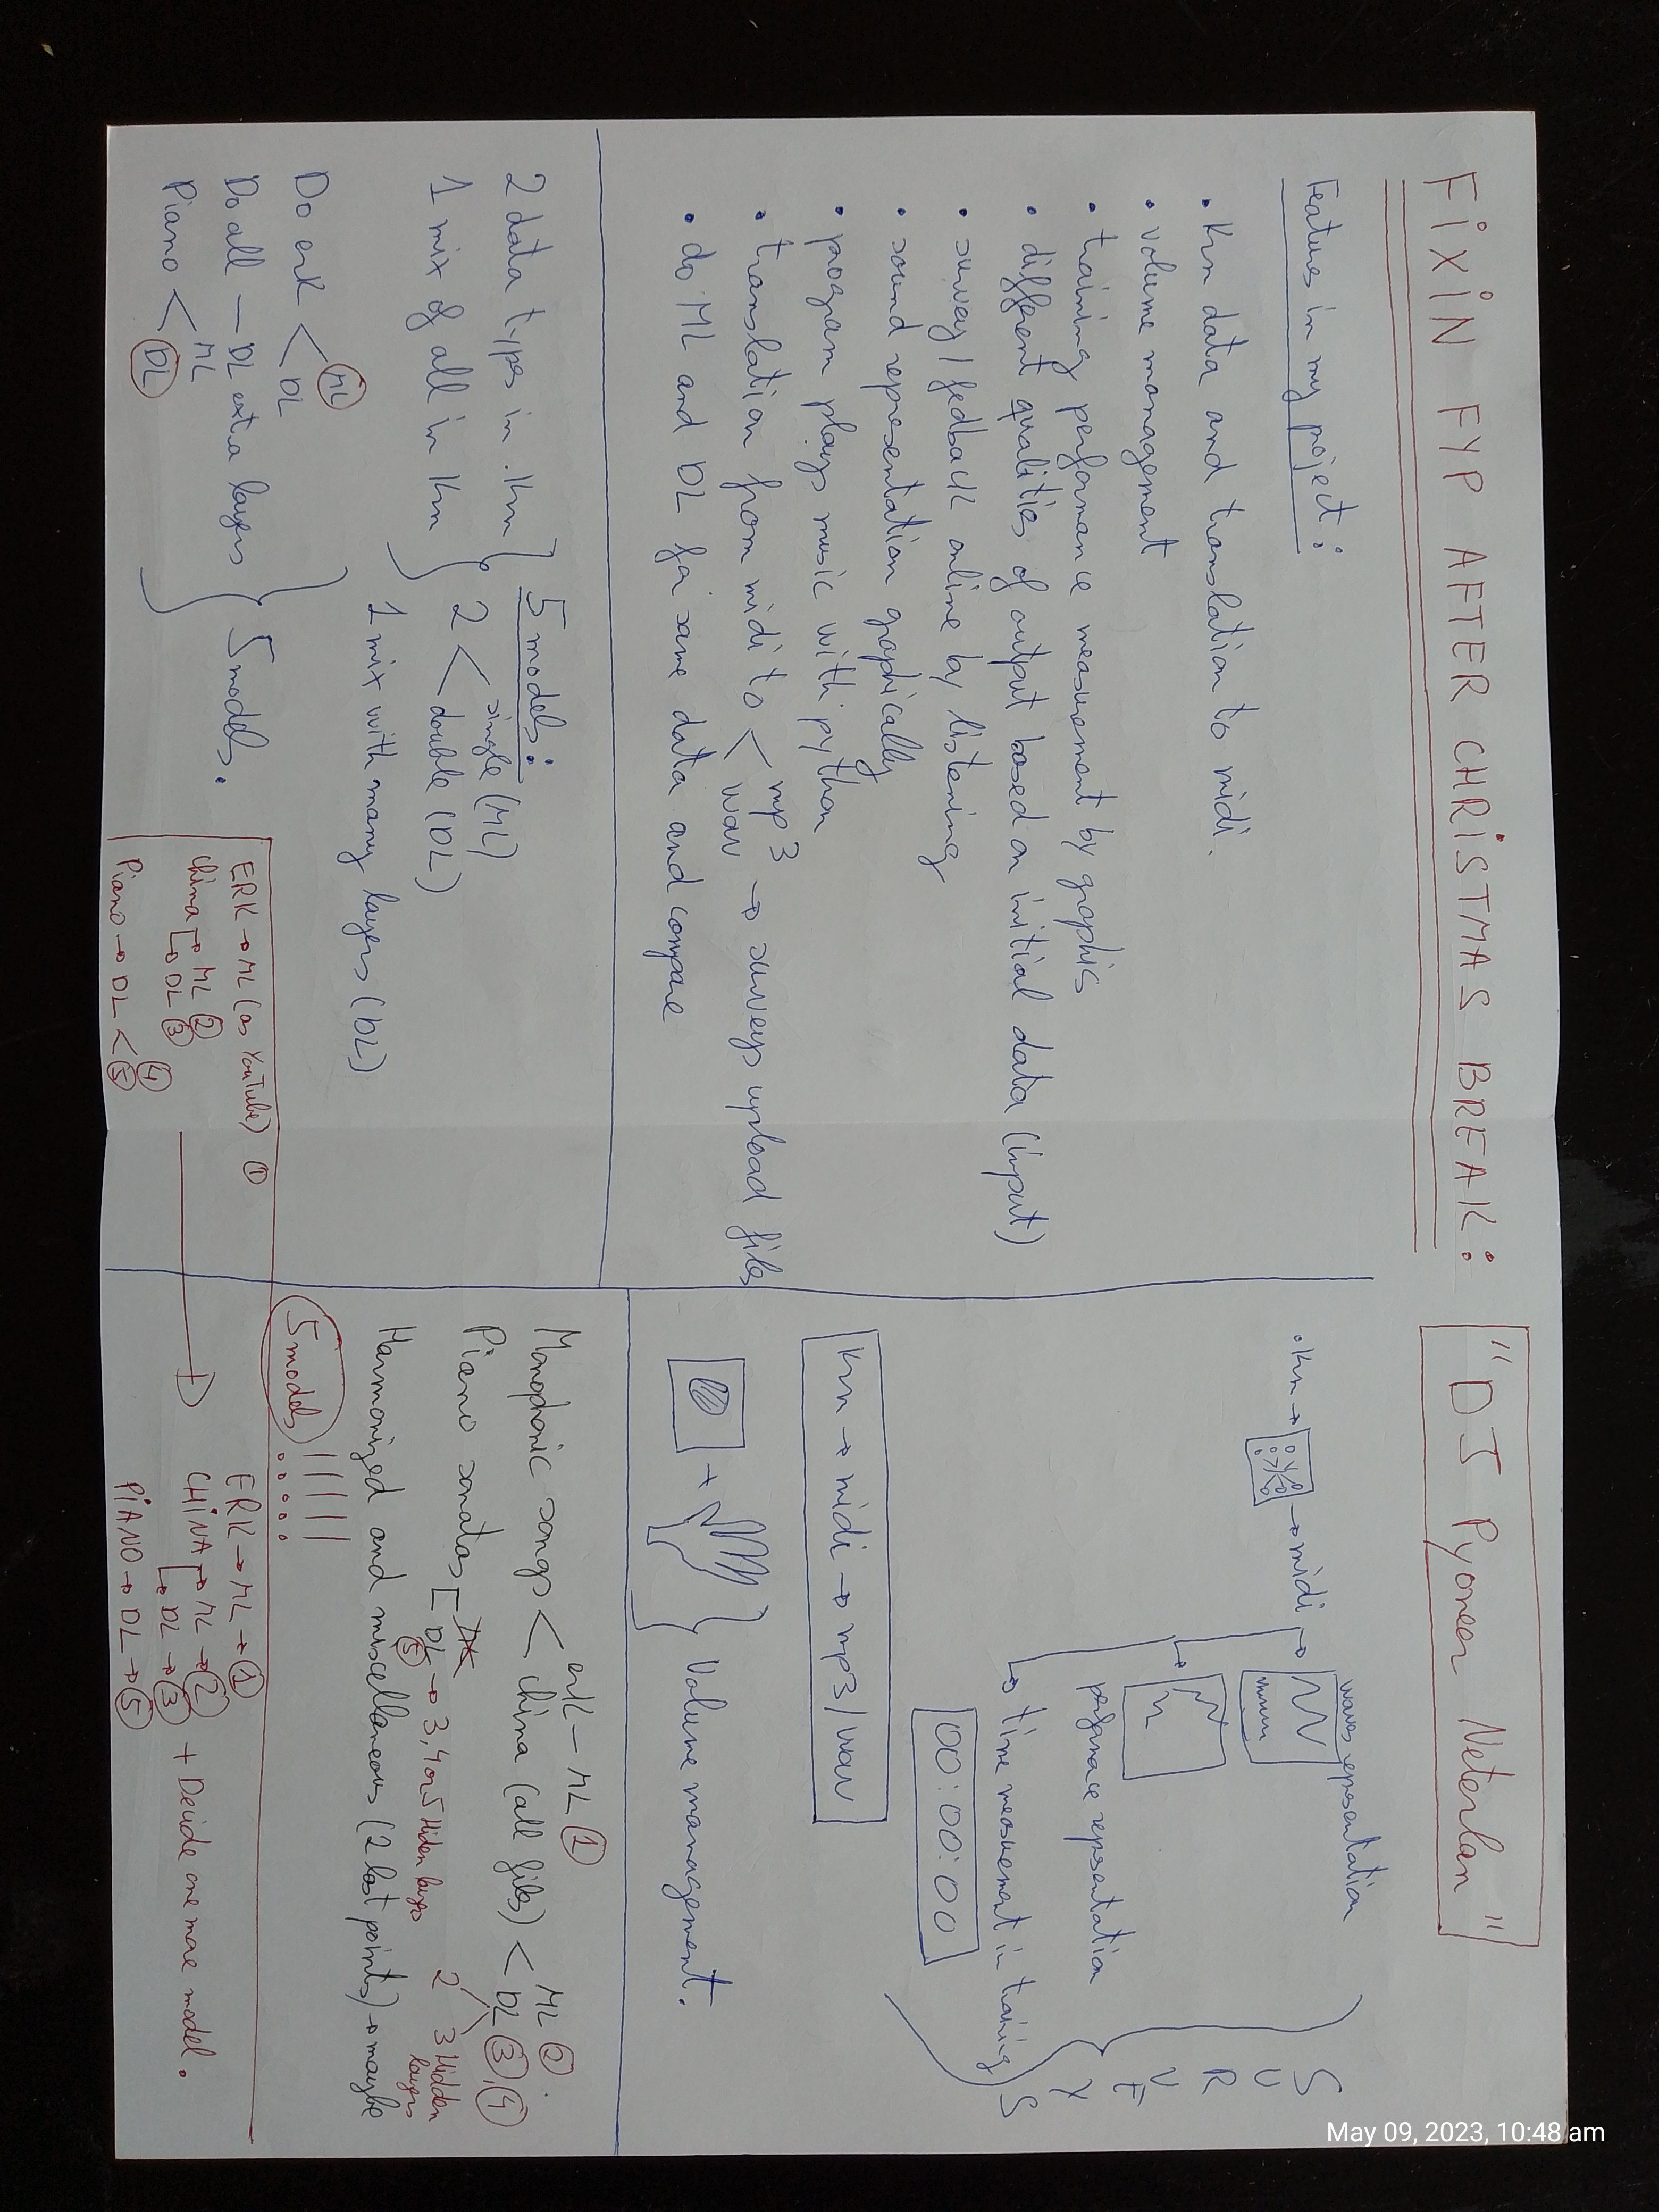 FIXIN FYP AFTER CHRISTMAS BREAK:
"DJ Pyoneer Neterlan"
Features in my project:
• Krn data and translation to midi.
• volume management
• training performance measurement by graphis
• different qualities of output based on initial data (input)
• survey / fedback online by listening
• sound representation graphically
• program plays music with python
• translation from midi to < mp3 wav → surveys upload files
• do ML and DL for same data and compare
.krn → → midi →
waves representation
performance representation
time measurement in training
00:00:00
SURVEYS
Krn → midi → mp3/wav
+ } Volume management.
2 data types in .krn
1 mix of all in krn
5 models:
2 < single (ML)
double (DL)
1 mix with many layers (DL)
Do erk < ML
DL
Do all — DL extra layers
Piano < ML
DL
5 models.
ERK → ML (as YouTube) 1
china → ML 2
→ DL 3
Piano → DL < 4
5
Monophonic songs < erk – ML 1
china (all files) < ML 2.
DL 3,4
2 3 Hidden layers
Piano sonatas
DL → 3,4 or 5 Hiden layers
5
Harmonized and miscellaneous (2 last points) → maybe
5 models
ERK → ML → 1
CHINA → ML → 2
→ DL → 3
PIANO → DL → 5
+ Decide one more model.
May 09, 2023, 10:48 am